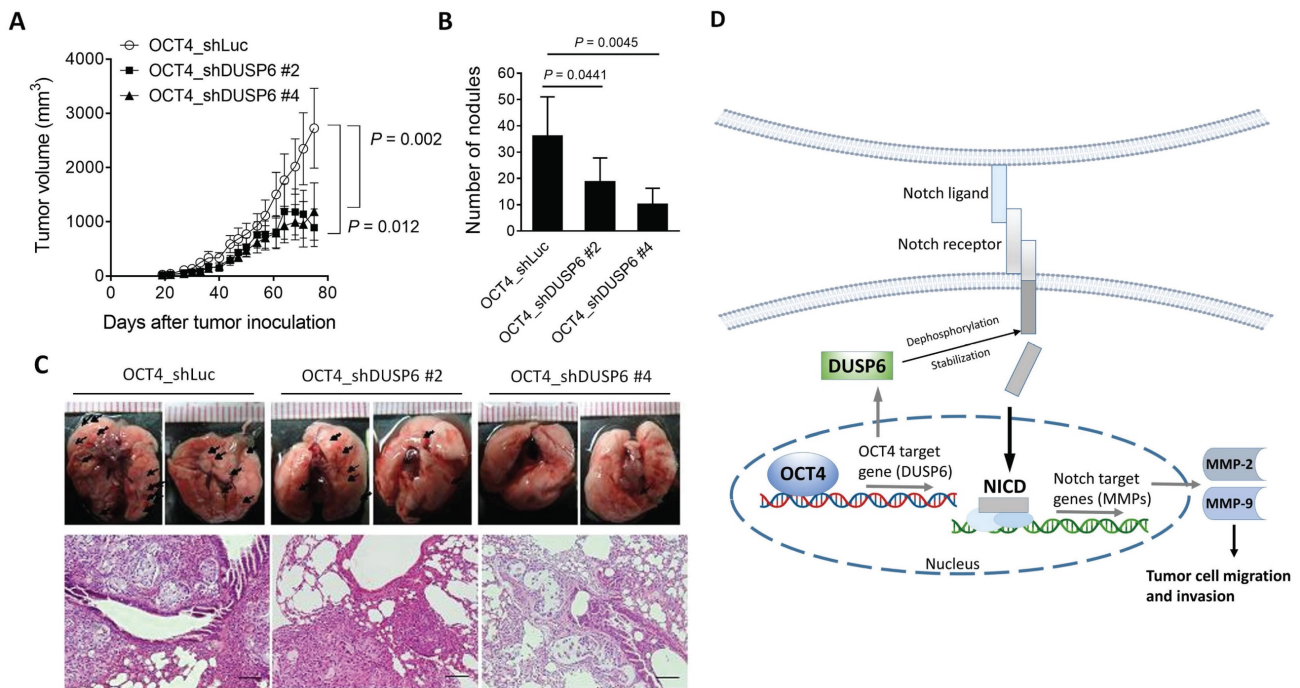 A
OCT4_shLuc
OCT4_shDUSP6 #2
OCT4_shDUSP6 #4
Tumor volume (mm3)
4000
3000
2000
1000
0
0
20
40
60
80
Days after tumor inoculation
P = 0.002
P = 0.012
B
P = 0.0045
P = 0.0441
Number of nodules
60
50
40
30
20
10
0
OCT4_shLuc
OCT4_shDUSP6 #2
OCT4_shDUSP6 #4
C
OCT4_shLuc
OCT4_shDUSP6 #2
OCT4_shDUSP6 #4
D
Notch ligand
Notch receptor
Dephosphorylation
Stabilization
DUSP6
OCT4
OCT4 target
gene (DUSP6)
NICD
Notch target
genes (MMPs)
Nucleus
MMP-2
MMP-9
Tumor cell migration
and invasion